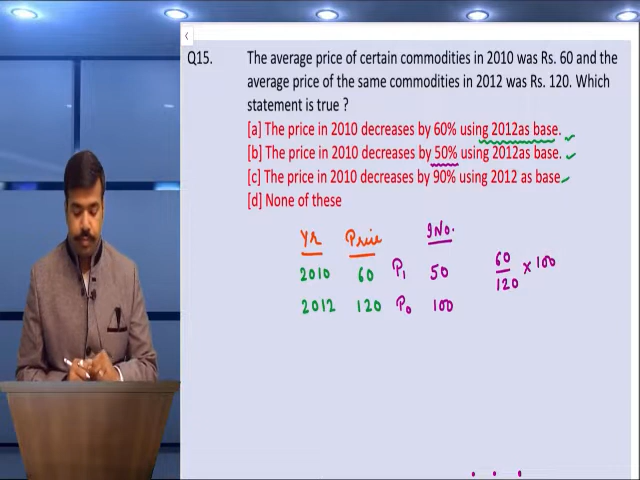 Q15. The average price of certain commodities in 2010 was Rs. 60 and the
average price of the same commodities in 2012 was Rs. 120. Which
statement is true ?
[a] The price in 2010 decreases by 60% using 2012as base.
[b] The price in 2010 decreases by 50% using 2012as base.
[c] The price in 2010 decreases by 90% using 2012 as base
[d] None of these
Yr Price I No.
2010 60 P1 50
2012 120 P0 100
60/120 × 100